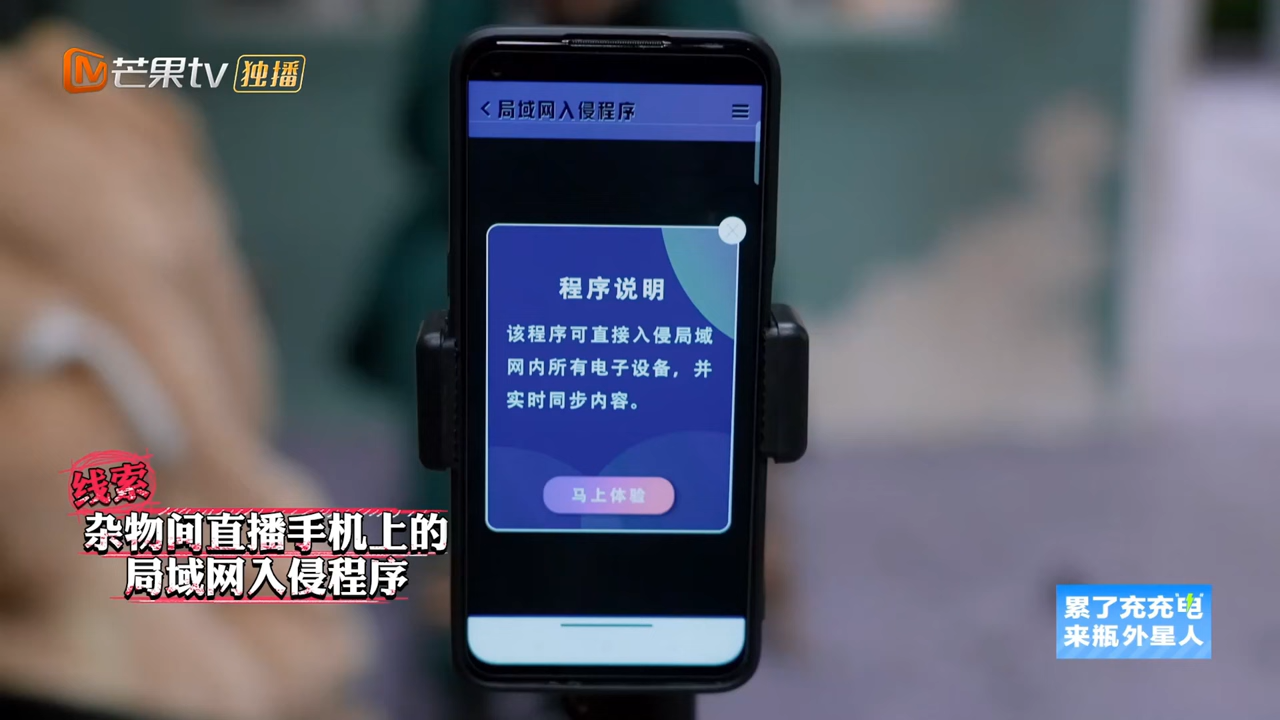 芒果TV 独播
局域网入侵程序
程序说明
该程序可直接入侵局域
网内所有电子设备，并
实时同步内容。
马上体验
线索
杂物间直播手机上的
局域网入侵程序
累了充充电
来瓶外星人